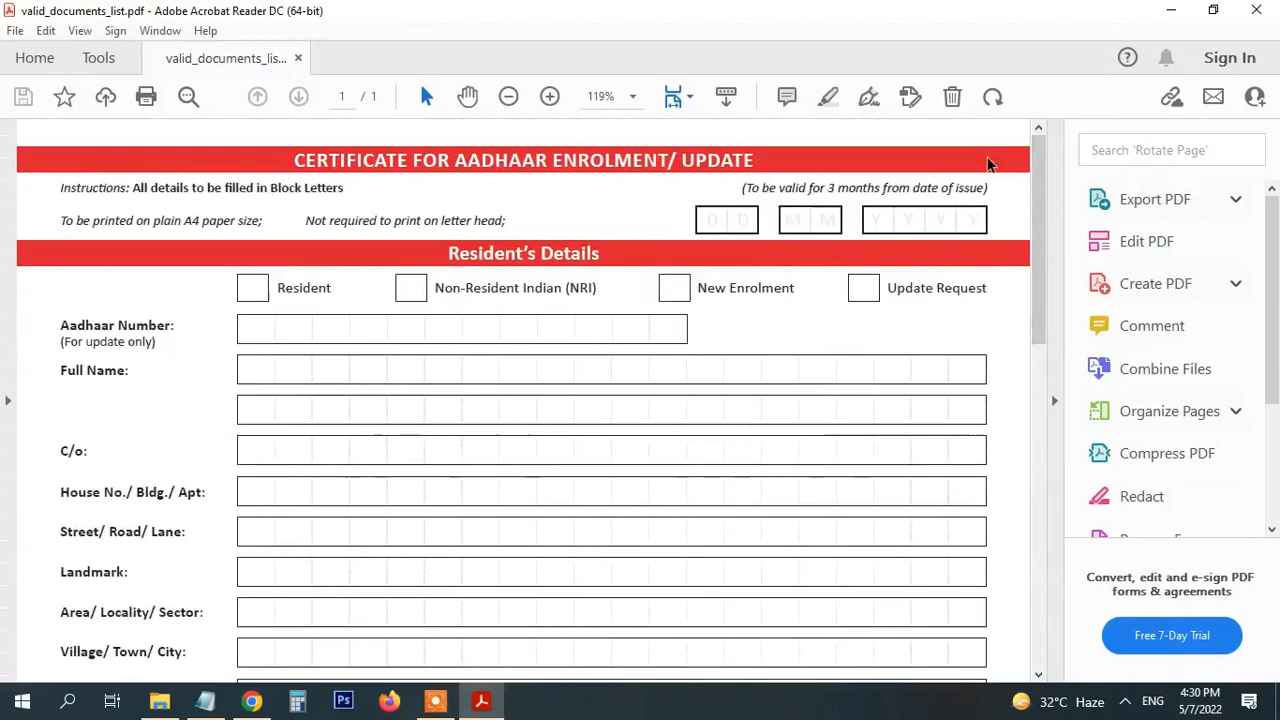 valid_documents_list.pdf - Adobe Acrobat Reader DC (64-bit)
File Edit View Sign Window Help
Home Tools valid_documents_lis... × Sign In
1 / 1 119%
CERTIFICATE FOR AADHAAR ENROLMENT/ UPDATE
Instructions: All details to be filled in Block Letters (To be valid for 3 months from date of issue)
To be printed on plain A4 paper size; Not required to print on letter head; D D M M Y Y Y Y
Resident's Details
Resident Non-Resident Indian (NRI) New Enrolment Update Request
Aadhaar Number:
(For update only)
Full Name:
C/o:
House No./ Bldg./ Apt:
Street/ Road/ Lane:
Landmark:
Area/ Locality/ Sector:
Village/ Town/ City:
Search 'Rotate Page'
Export PDF
Edit PDF
Create PDF
Comment
Combine Files
Organize Pages
Compress PDF
Redact
Convert, edit and e-sign PDF
forms & agreements
Free 7-Day Trial
Ps
32°C Haze ENG 4:30 PM
5/7/2022